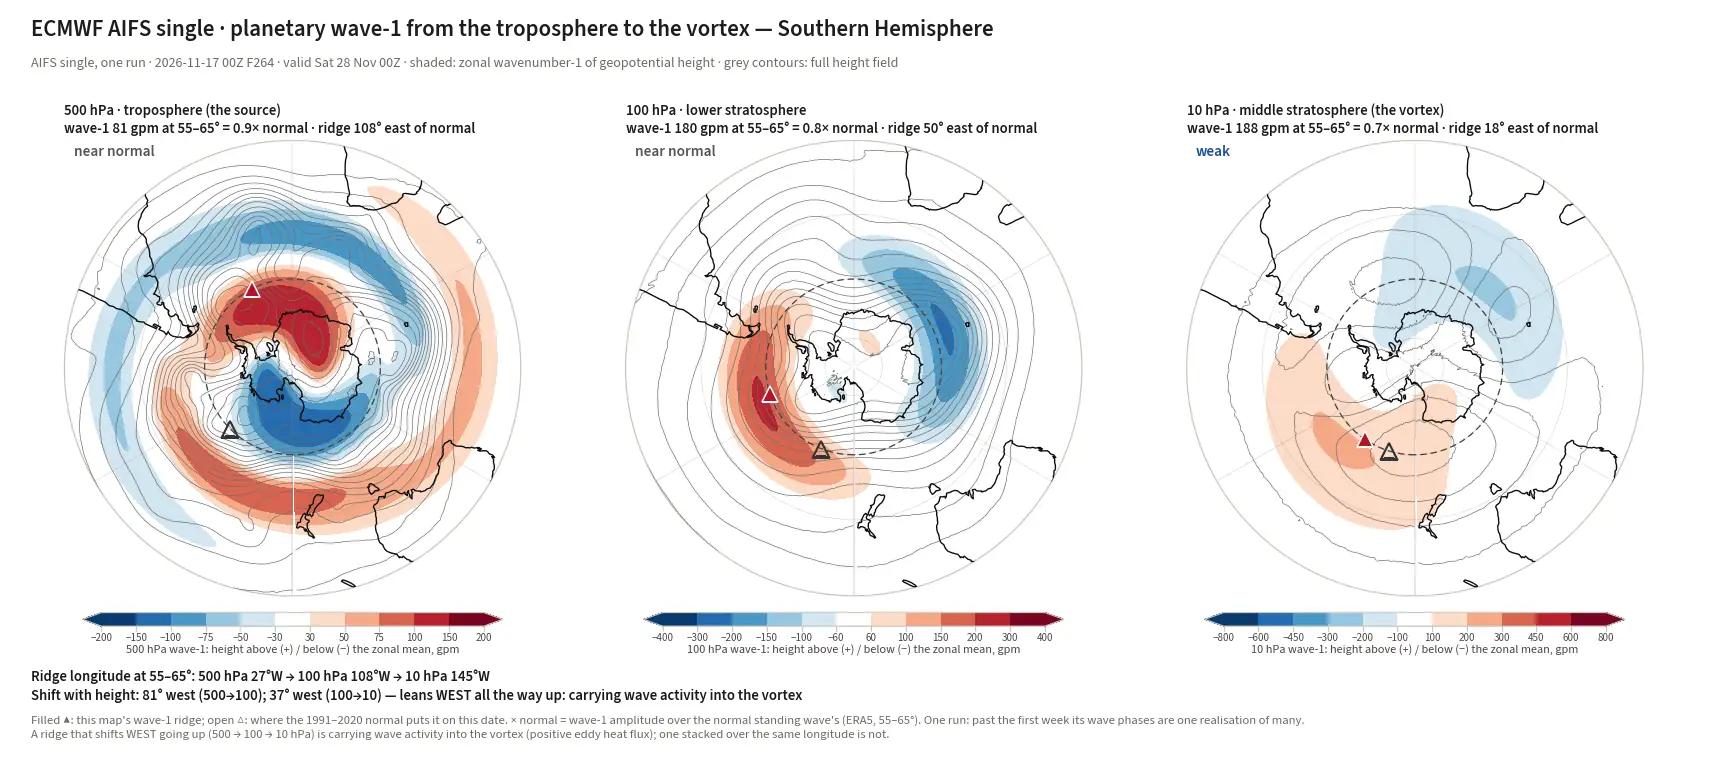 ECMWF AIFS single · planetary wave-1 from the troposphere to the vortex — Southern Hemisphere
AIFS single, one run · 2026-11-17 00Z F264 · valid Sat 28 Nov 00Z · shaded: zonal wavenumber-1 of geopotential height · grey contours: full height field
500 hPa · troposphere (the source)
wave-1 81 gpm at 55–65° = 0.9× normal · ridge 108° east of normal
near normal
100 hPa · lower stratosphere
wave-1 180 gpm at 55–65° = 0.8× normal · ridge 50° east of normal
near normal
10 hPa · middle stratosphere (the vortex)
wave-1 188 gpm at 55–65° = 0.7× normal · ridge 18° east of normal
weak
−200 −150 −100 −75 −50 −30 30 50 75 100 150 200
500 hPa wave-1: height above (+) / below (−) the zonal mean, gpm
−400 −300 −200 −150 −100 −60 60 100 150 200 300 400
100 hPa wave-1: height above (+) / below (−) the zonal mean, gpm
−800 −600 −450 −300 −200 −100 100 200 300 450 600 800
10 hPa wave-1: height above (+) / below (−) the zonal mean, gpm
Ridge longitude at 55–65°: 500 hPa 27°W → 100 hPa 108°W → 10 hPa 145°W
Shift with height: 81° west (500→100); 37° west (100→10) — leans WEST all the way up: carrying wave activity into the vortex
Filled ▲: this map's wave-1 ridge; open △: where the 1991–2020 normal puts it on this date. × normal = wave-1 amplitude over the normal standing wave's (ERA5, 55–65°). One run: past the first week its wave phases are one realisation of many.
A ridge that shifts WEST going up (500 → 100 → 10 hPa) is carrying wave activity into the vortex (positive eddy heat flux); one stacked over the same longitude is not.